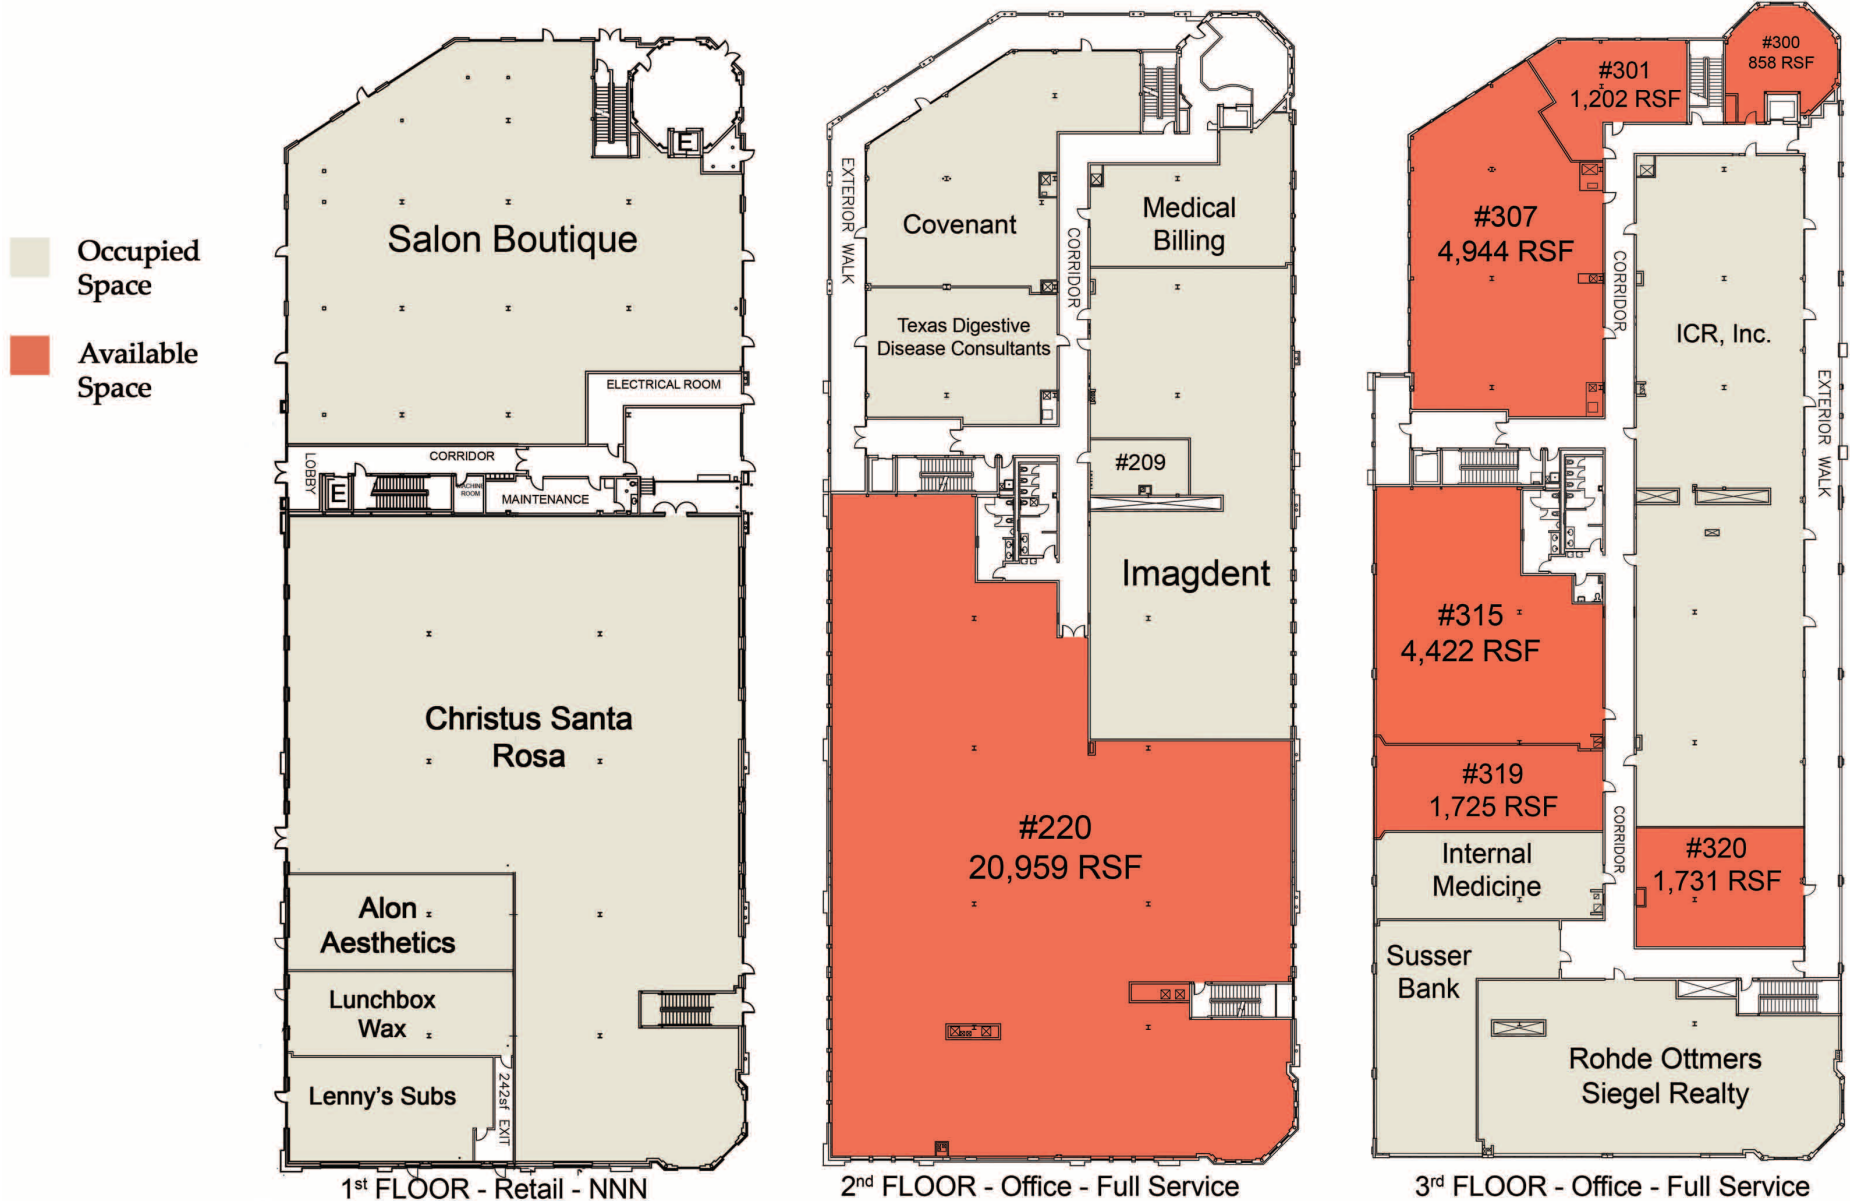 Occupied
Space
Available
Space
Salon Boutique
ELECTRICAL ROOM
CORRIDOR
LOBBY
E
E
MACHINE
ROOM
MAINTENANCE
Christus Santa
Rosa
Alon
Aesthetics
Lunchbox
Wax
Lenny's Subs
242sf EXIT
1st FLOOR - Retail - NNN
EXTERIOR WALK
Covenant
Medical
Billing
CORRIDOR
Texas Digestive
Disease Consultants
#209
Imagdent
#220
20,959 RSF
2nd FLOOR - Office - Full Service
#300
858 RSF
#301
1,202 RSF
#307
4,944 RSF
CORRIDOR
ICR, Inc.
EXTERIOR WALK
#315
4,422 RSF
#319
1,725 RSF
CORRIDOR
Internal
Medicine
#320
1,731 RSF
Susser
Bank
Rohde Ottmers
Siegel Realty
3rd FLOOR - Office - Full Service